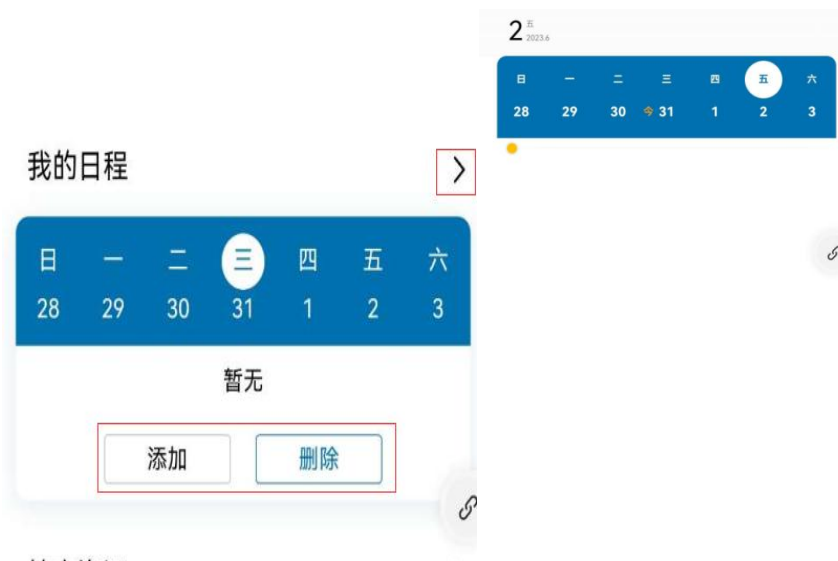 我的日程
日 一 二 三 四 五 六
28 29 30 31 1 2 3
暂无
添加 删除
2 五
2023.6
日 一 二 三 四 五 六
28 29 30 今 31 1 2 3